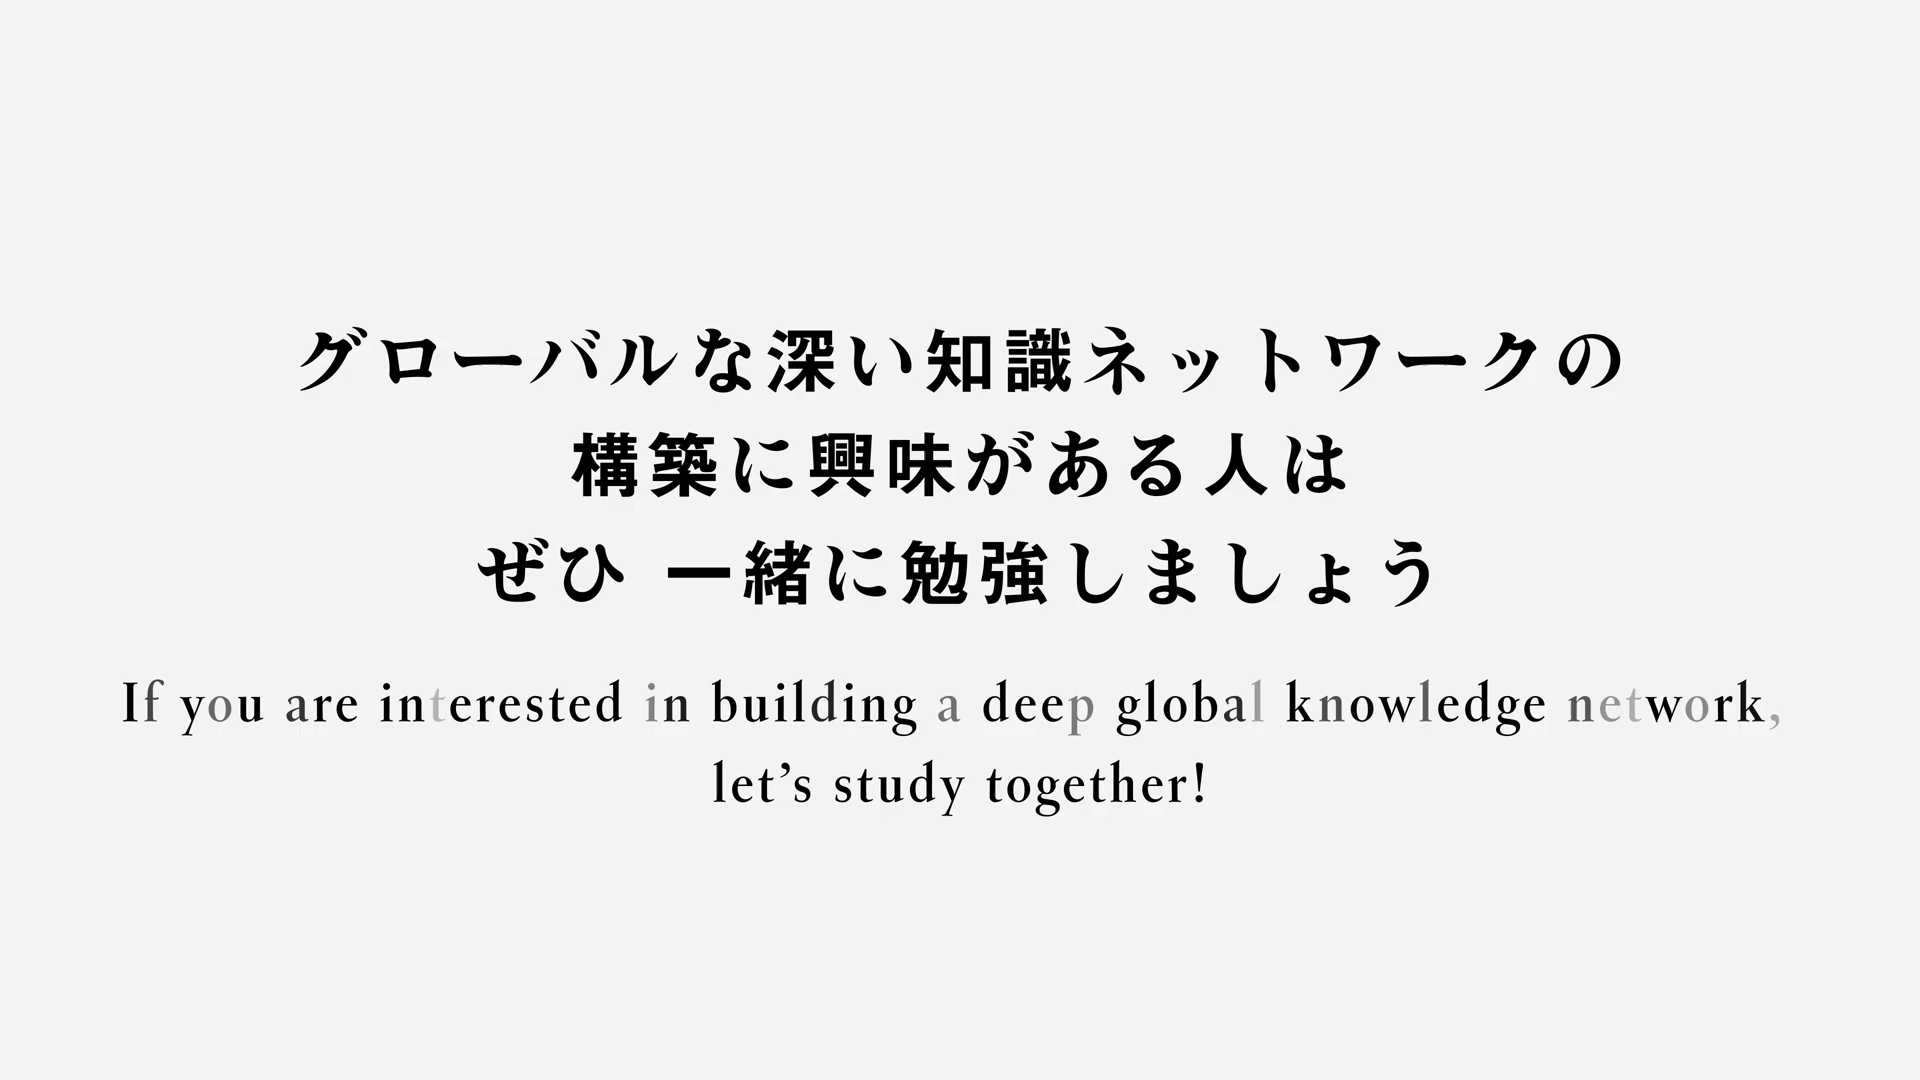 グローバルな深い知識ネットワークの
構築に興味がある人は
ぜひ 一緒に勉強しましょう
If you are interested in building a deep global knowledge network,
let’s study together!